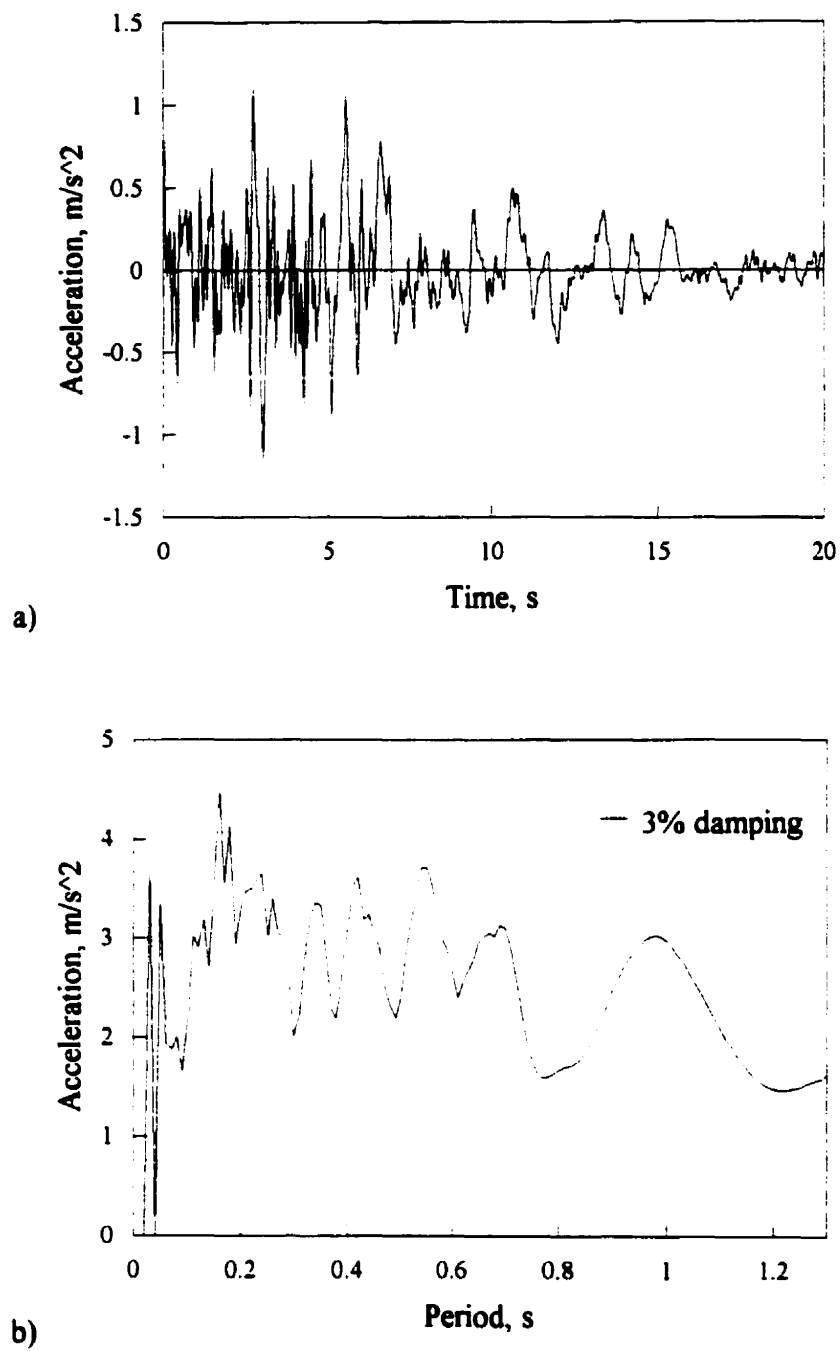 1.5
1
0.5
0
-0.5
-1
-1.5
Acceleration, m/s^2
0 5 10 15 20
Time, s
a)
5
4
3
2
1
0
Acceleration, m/s^2
3% damping
0 0.2 0.4 0.6 0.8 1 1.2
Period, s
b)